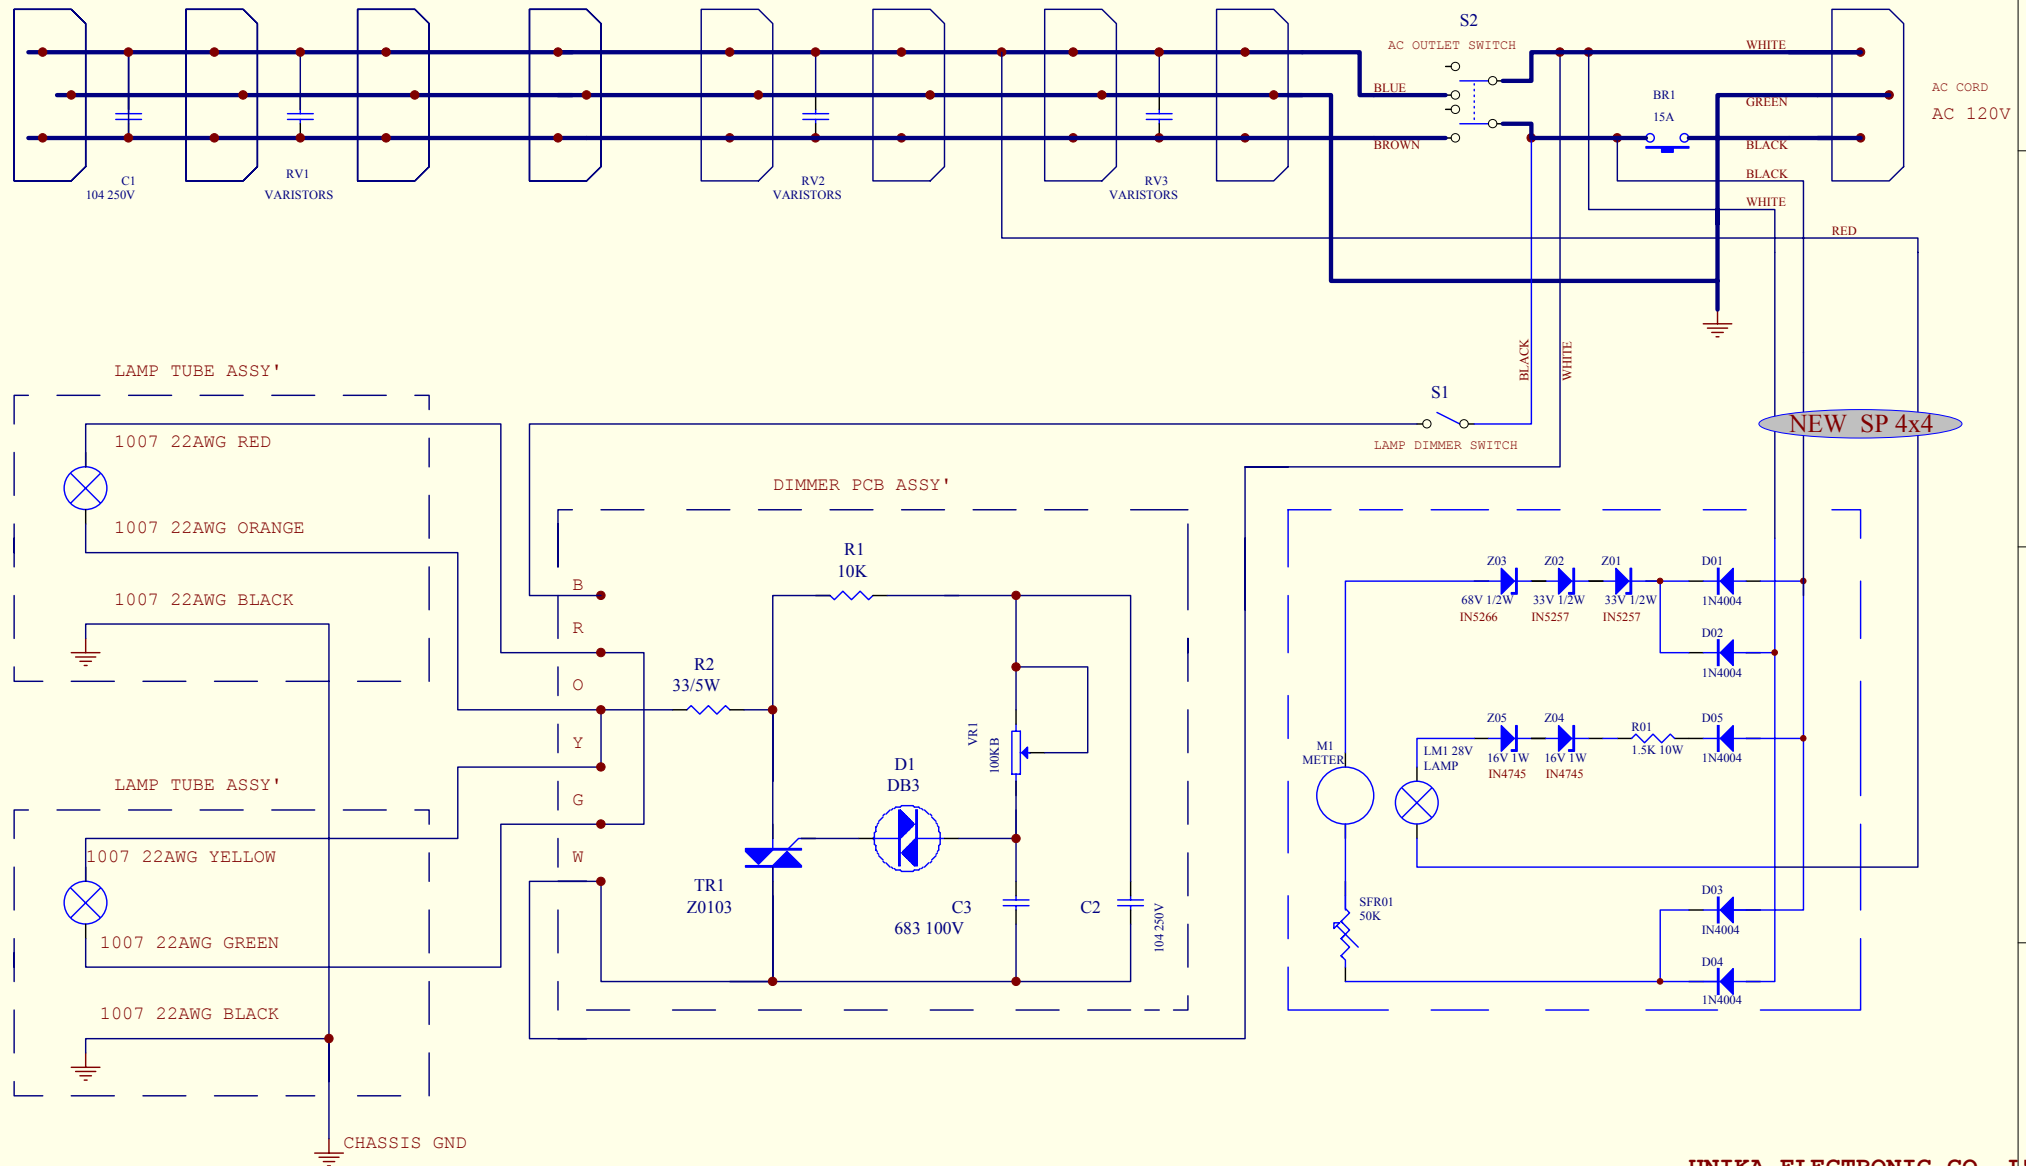 S2
AC OUTLET SWITCH
WHITE
BLUE
BR1
15A
GREEN
AC CORD
AC 120V
BROWN
BLACK
C1
104 250V
RV1
VARISTORS
RV2
VARISTORS
RV3
VARISTORS
BLACK
WHITE
RED
BLACK
WHITE
LAMP TUBE ASSY'
S1
LAMP DIMMER SWITCH
NEW SP 4x4
1007 22AWG RED
1007 22AWG ORANGE
1007 22AWG BLACK
DIMMER PCB ASSY'
R1
10K
B
R
O
Y
G
W
R2
33/5W
VR1
100KB
D1
DB3
TR1
Z0103
C3
683 100V
C2
104 250V
Z03
68V 1/2W
IN5266
Z02
33V 1/2W
IN5257
Z01
33V 1/2W
IN5257
D01
1N4004
D02
1N4004
M1
METER
LM1 28V
LAMP
Z05
16V 1W
IN4745
Z04
16V 1W
IN4745
R01
1.5K 10W
D05
1N4004
SFR01
50K
D03
IN4004
D04
1N4004
LAMP TUBE ASSY'
1007 22AWG YELLOW
1007 22AWG GREEN
1007 22AWG BLACK
CHASSIS GND
UNIKA ELECTRONIC CO